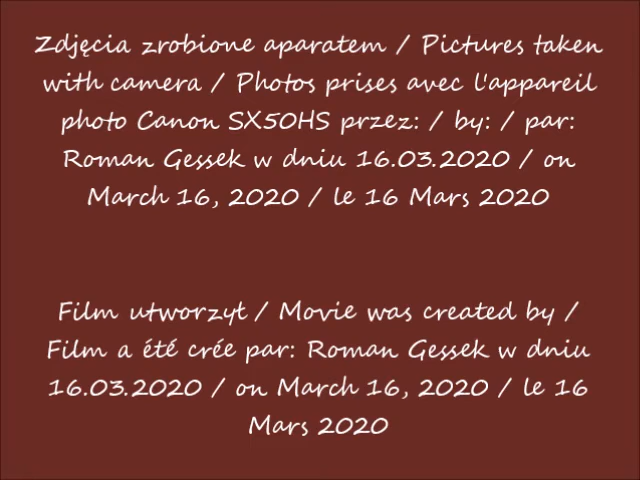 Zdjęcia zrobione aparatem / Pictures taken
with camera / Photos prises avec l'appareil
photo Canon SX50HS przez: / by: / par:
Roman Gessek w dniu 16.03.2020 / on
March 16, 2020 / le 16 Mars 2020
Film utworzył / Movie was created by /
Film a été crée par: Roman Gessek w dniu
16.03.2020 / on March 16, 2020 / le 16
Mars 2020